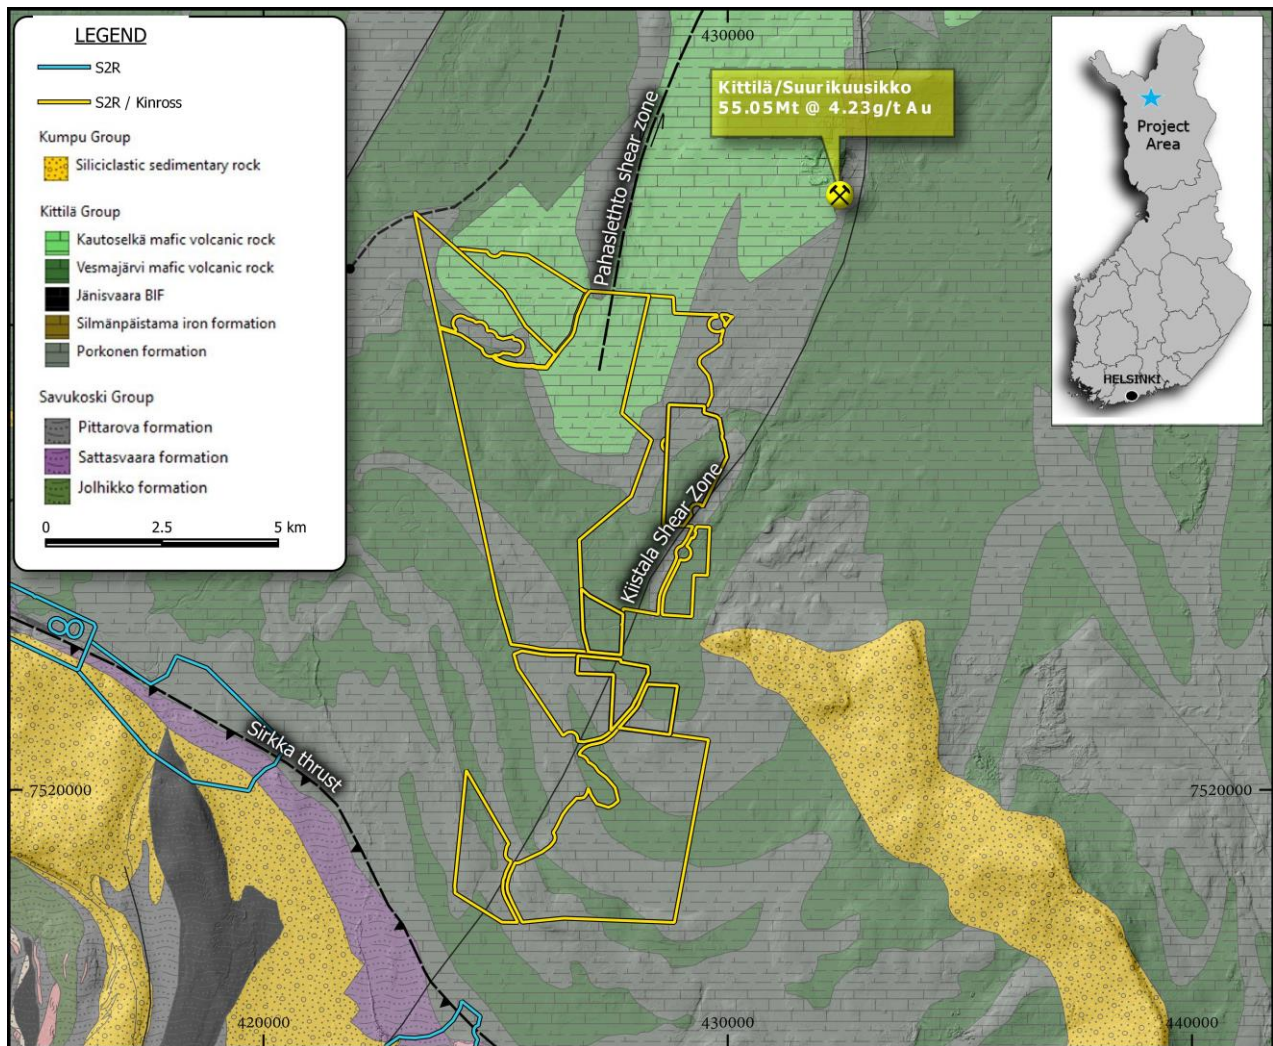 LEGEND
S2R
S2R / Kinross
Kumpu Group
Siliciclastic sedimentary rock
Kittilä Group
Kautoselkä mafic volcanic rock
Vesmajärvi mafic volcanic rock
Jänisvaara BIF
Silmänpäistama iron formation
Porkonen formation
Savukoski Group
Pittarova formation
Sattasvaara formation
Jolhikko formation
0 2.5 5 km
430000
Kittilä/Suurikuusikko
55.05Mt @ 4.23g/t Au
Project
Area
HELSINKI
Pahaslehto shear zone
Kiistala Shear Zone
Sirkka thrust
7520000
7520000
420000
430000
440000